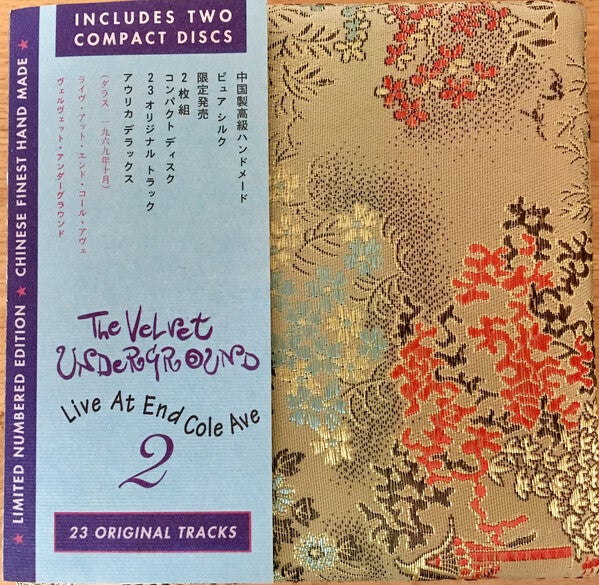 INCLUDES TWO
COMPACT DISCS
★ LIMITED NUMBERED EDITION ★ CHINESE FINEST HAND MADE ★
中国製高級ハンドメード
ピュア シルク
限定発売
2枚組
コンパクト ディスク
23 オリジナル トラック
アウリカ デラックス
(ダラス 一九六九年十月)
ライヴ・アット・エンド・コール・アヴェ
ヴェルヴェット・アンダーグラウンド
The Velvet
UNDERGROUND
Live At End Cole Ave
2
23 ORIGINAL TRACKS